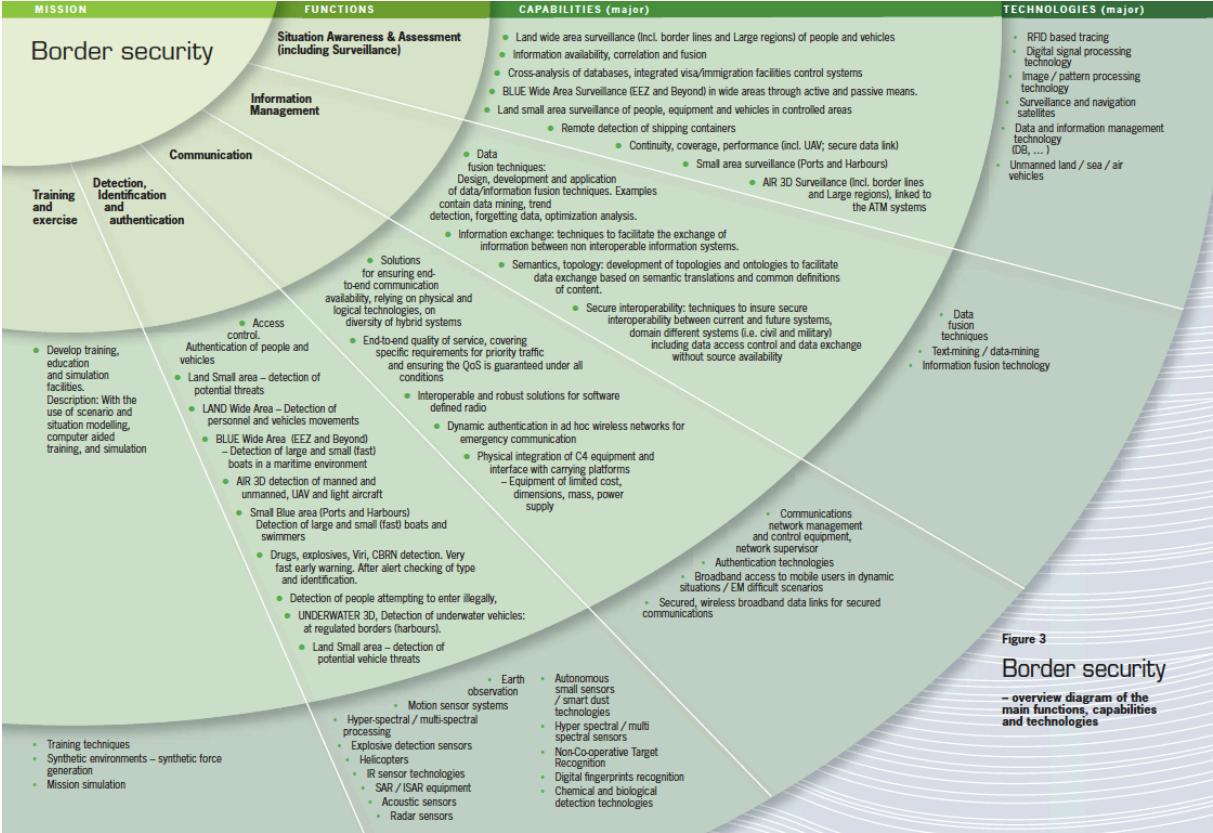 MISSION
FUNCTIONS
CAPABILITIES (major)
TECHNOLOGIES (major)
Border security
Situation Awareness & Assessment
(including Surveillance)
Information
Management
Communication
Detection,
Identification
and
authentication
Training
and
exercise
• Land wide area surveillance (Incl. border lines and Large regions) of people and vehicles
• Information availability, correlation and fusion
• Cross-analysis of databases, integrated visa/immigration facilities control systems
• BLUE Wide Area Surveillance (EEZ and Beyond) in wide areas through active and passive means.
• Land small area surveillance of people, equipment and vehicles in controlled areas
• Remote detection of shipping containers
• Continuity, coverage, performance (incl. UAV; secure data link)
• Small area surveillance (Ports and Harbours)
• AIR 3D Surveillance (Incl. border lines
and Large regions), linked to
the ATM systems
• RFID based tracing
• Digital signal processing
technology
• Image / pattern processing
technology
• Surveillance and navigation
satellites
• Data and information management
technology
(DB, ... )
• Unmanned land / sea / air
vehicles
• Data
fusion techniques:
Design, development and application
of data/information fusion techniques. Examples
contain data mining, trend
detection, forgetting data, optimization analysis.
• Information exchange: techniques to facilitate the exchange of
information between non interoperable information systems.
• Semantics, topology: development of topologies and ontologies to facilitate
data exchange based on semantic translations and common definitions
of content.
• Secure interoperability: techniques to insure secure
interoperability between current and future systems,
domain different systems (i.e. civil and military)
including data access control and data exchange
without source availability
• Data
fusion
techniques
• Text-mining / data-mining
• Information fusion technology
• Solutions
for ensuring end-
to-end communication
availability, relying on physical and
logical technologies, on
diversity of hybrid systems
• End-to-end quality of service, covering
specific requirements for priority traffic
and ensuring the QoS is guaranteed under all
conditions
• Interoperable and robust solutions for software
defined radio
• Dynamic authentication in ad hoc wireless networks for
emergency communication
• Physical integration of C4 equipment and
interface with carrying platforms
– Equipment of limited cost,
dimensions, mass, power
supply
• Communications
network management
and control equipment,
network supervisor
• Authentication technologies
• Broadband access to mobile users in dynamic
situations / EM difficult scenarios
• Secured, wireless broadband data links for secured
communications
• Access
control.
Authentication of people and
vehicles
• Land Small area – detection of
potential threats
• LAND Wide Area – Detection of
personnel and vehicles movements
• BLUE Wide Area (EEZ and Beyond)
– Detection of large and small (fast)
boats in a maritime environment
• AIR 3D detection of manned and
unmanned, UAV and light aircraft
• Small Blue area (Ports and Harbours)
Detection of large and small (fast) boats and
swimmers
• Drugs, explosives, Viri, CBRN detection. Very
fast early warning. After alert checking of type
and identification.
• Detection of people attempting to enter illegally,
• UNDERWATER 3D, Detection of underwater vehicles:
at regulated borders (harbours).
• Land Small area – detection of
potential vehicle threats
• Earth
observation
• Motion sensor systems
• Hyper-spectral / multi-spectral
processing
• Explosive detection sensors
• Helicopters
• IR sensor technologies
• SAR / ISAR equipment
• Acoustic sensors
• Radar sensors
• Autonomous
small sensors
/ smart dust
technologies
• Hyper spectral / multi
spectral sensors
• Non-Co-operative Target
Recognition
• Digital fingerprints recognition
• Chemical and biological
detection technologies
• Develop training,
education
and simulation
facilities.
Description: With the
use of scenario and
situation modelling,
computer aided
training, and simulation
• Training techniques
• Synthetic environments – synthetic force
generation
• Mission simulation
Figure 3
Border security
– overview diagram of the
main functions, capabilities
and technologies